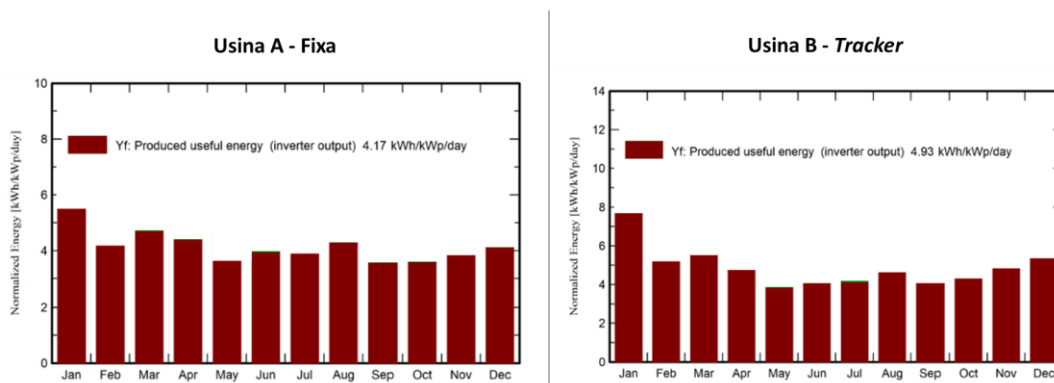 Usina A - Fixa
Normalized Energy [kWh/kWp/day]
10
8
6
4
2
0
Yf: Produced useful energy (inverter output) 4.17 kWh/kWp/day
Jan Feb Mar Apr May Jun Jul Aug Sep Oct Nov Dec
Usina B - Tracker
Normalized Energy [kWh/kWp/day]
14
12
10
8
6
4
2
0
Yf: Produced useful energy (inverter output) 4.93 kWh/kWp/day
Jan Feb Mar Apr May Jun Jul Aug Sep Oct Nov Dec